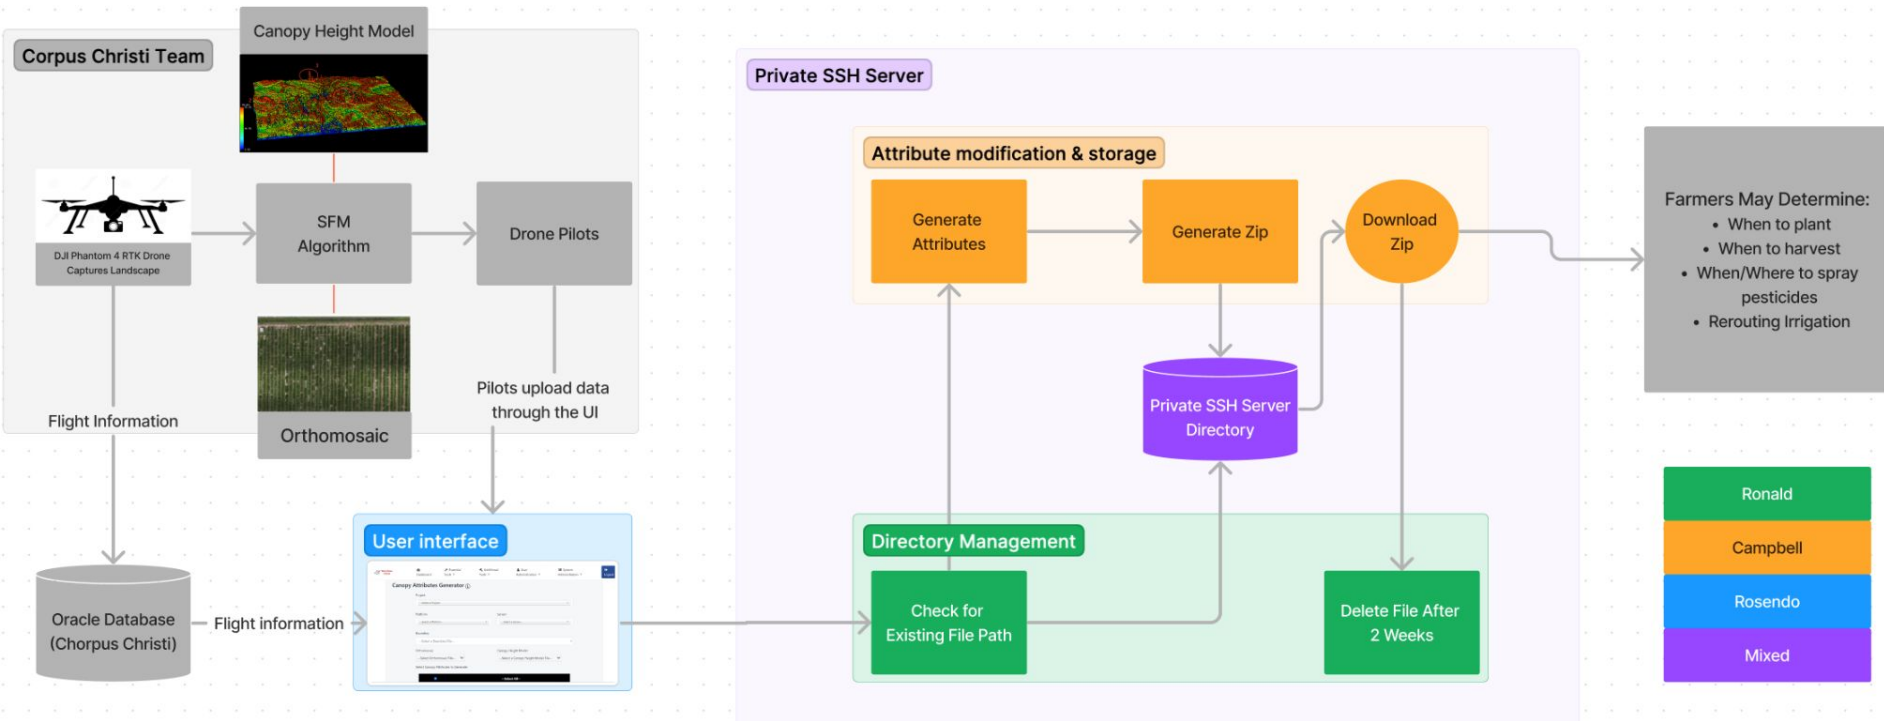 Corpus Christi Team
Canopy Height Model
DJI Phantom 4 RTK Drone
Captures Landscape
SFM
Algorithm
Drone Pilots
Orthomosaic
Flight Information
Pilots upload data
through the UI
Oracle Database
(Chorpus Christi)
Flight information
User interface
Canopy Attributes Generator
Private SSH Server
Attribute modification & storage
Generate
Attributes
Generate Zip
Download
Zip
Private SSH Server
Directory
Directory Management
Check for
Existing File Path
Delete File After
2 Weeks
Farmers May Determine:
• When to plant
• When to harvest
• When/Where to spray
pesticides
• Rerouting Irrigation
Ronald
Campbell
Rosendo
Mixed